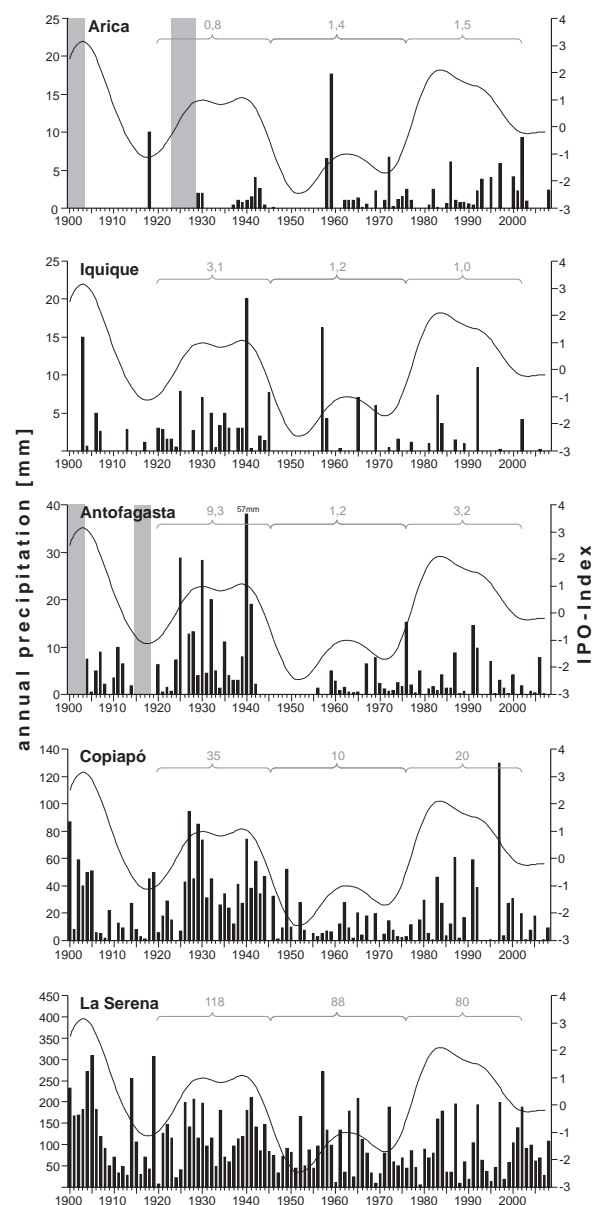 annual precipitation [mm]
IPO-Index
Arica
0,8 1,4 1,5
25 20 15 10 5 0
4 3 2 1 0 -1 -2 -3
1900 1910 1920 1930 1940 1950 1960 1970 1980 1990 2000
Iquique
3,1 1,2 1,0
25 20 15 10 5
4 3 2 1 0 -1 -2 -3
1900 1910 1920 1930 1940 1950 1960 1970 1980 1990 2000
Antofagasta
9,3 57mm 1,2 3,2
40 30 20 10 0
4 3 2 1 0 -1 -2 -3
1900 1910 1920 1930 1940 1950 1960 1970 1980 1990 2000
Copiapó
35 10 20
140 120 100 80 60 40 20 0
4 3 2 1 0 -1 -2 -3
1900 1910 1920 1930 1940 1950 1960 1970 1980 1990 2000
La Serena
118 88 80
450 400 350 300 250 200 150 100 50
4 3 2 1 0 -1 -2 -3
1900 1910 1920 1930 1940 1950 1960 1970 1980 1990 2000